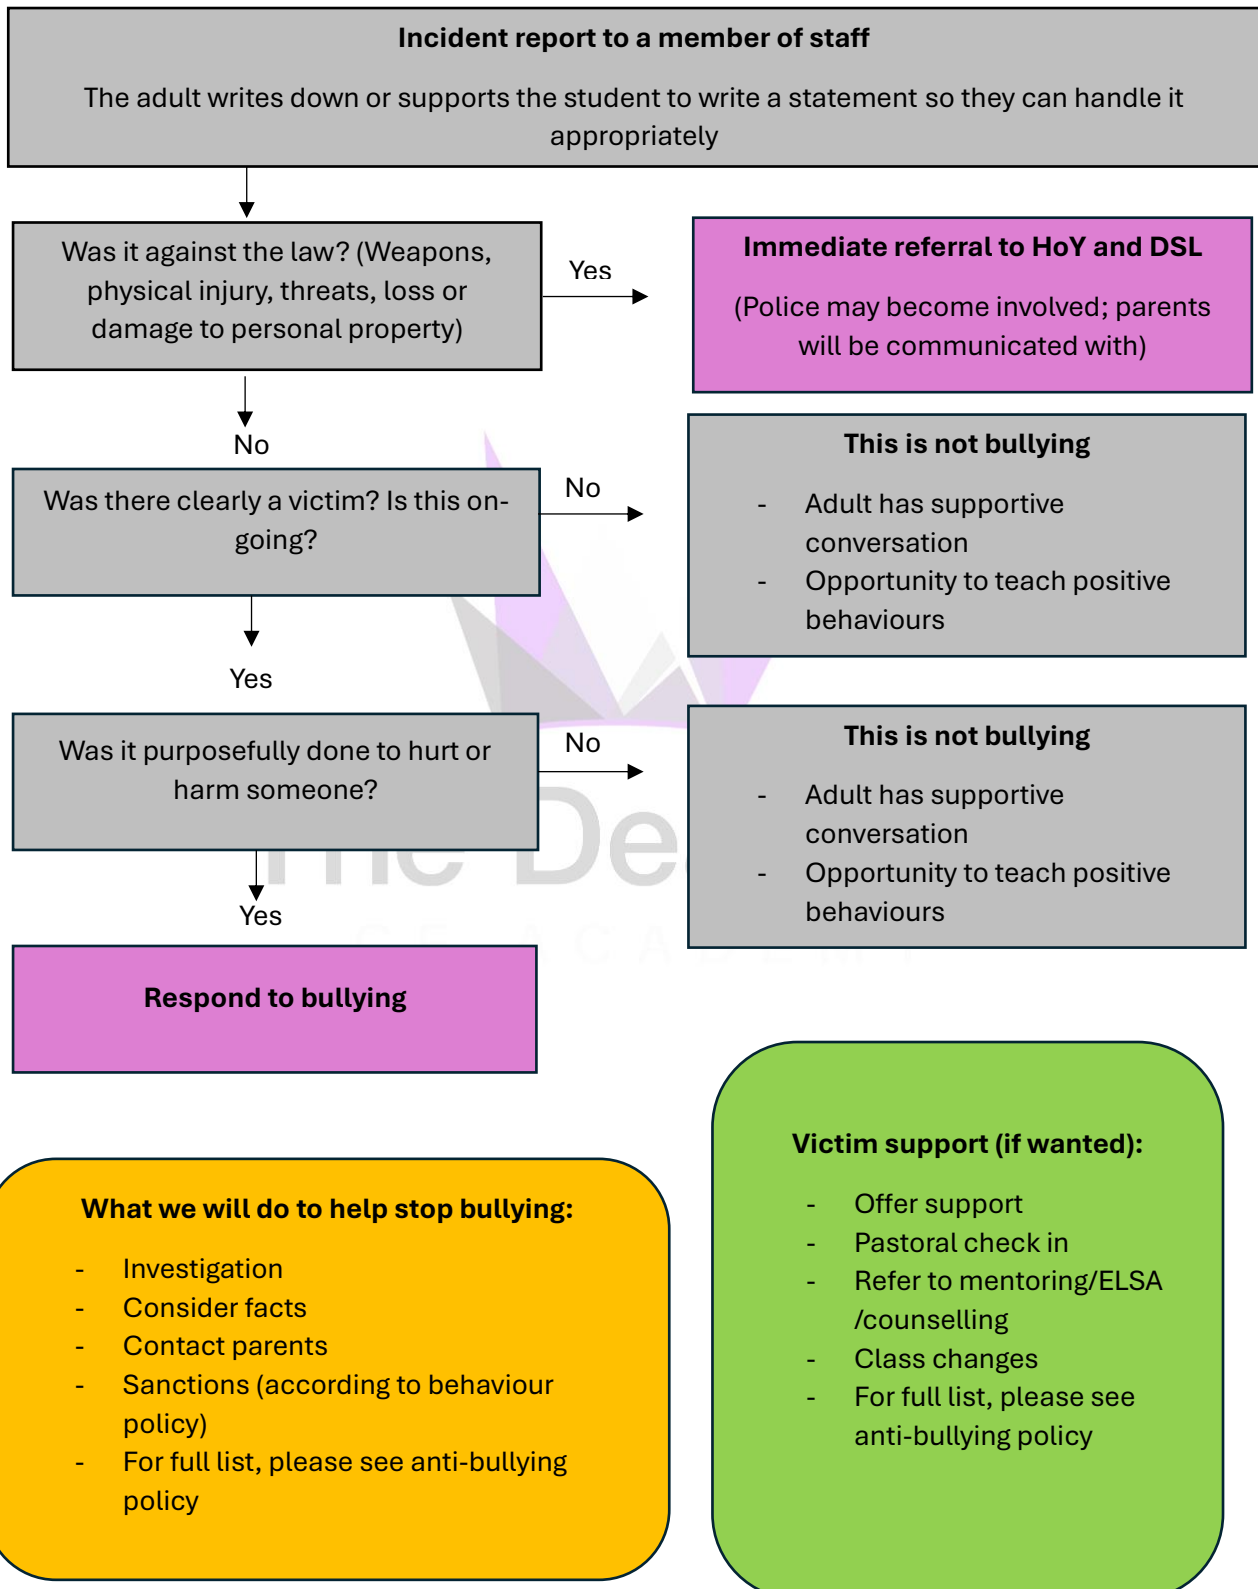 Incident report to a member of staff
The adult writes down or supports the student to write a statement so they can handle it
appropriately
Was it against the law? (Weapons,
physical injury, threats, loss or
damage to personal property)
Yes
Immediate referral to HoY and DSL
(Police may become involved; parents
will be communicated with)
No
Was there clearly a victim? Is this on-
going?
No
This is not bullying
- Adult has supportive
conversation
- Opportunity to teach positive
behaviours
Yes
Was it purposefully done to hurt or
harm someone?
No
This is not bullying
- Adult has supportive
conversation
- Opportunity to teach positive
behaviours
The De
Yes
Respond to bullying
What we will do to help stop bullying:
- Investigation
- Consider facts
- Contact parents
- Sanctions (according to behaviour
policy)
- For full list, please see anti-bullying
policy
Victim support (if wanted):
- Offer support
- Pastoral check in
- Refer to mentoring/ELSA
/counselling
- Class changes
- For full list, please see
anti-bullying policy